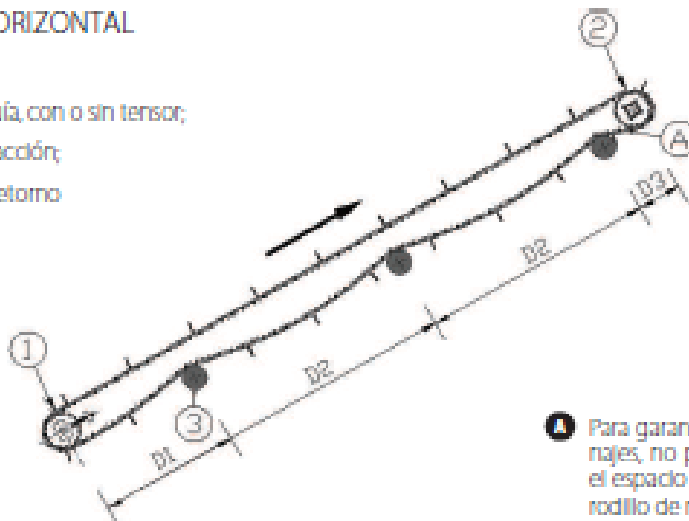 ORIZONTAL
ía, con o sin tensor;
acción;
etorno
2
A
D3
D2
1
D2
3
D1
A Para garan
najes, no p
el espacio
rodillo de r